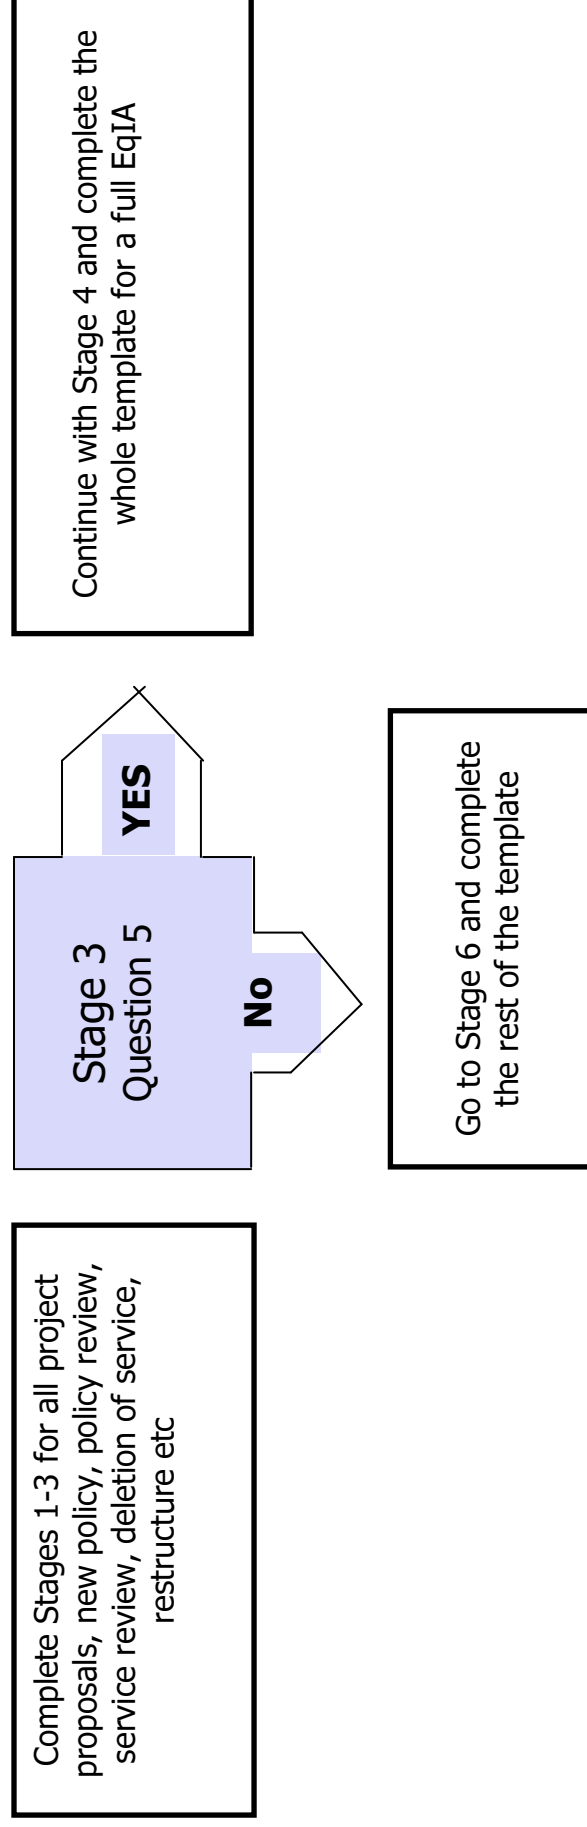 Complete Stages 1-3 for all project
proposals, new policy, policy review,
service review, deletion of service,
restructure etc
Stage 3
Question 5
YES
No
Continue with Stage 4 and complete the
whole template for a full EqIA
Go to Stage 6 and complete
the rest of the template